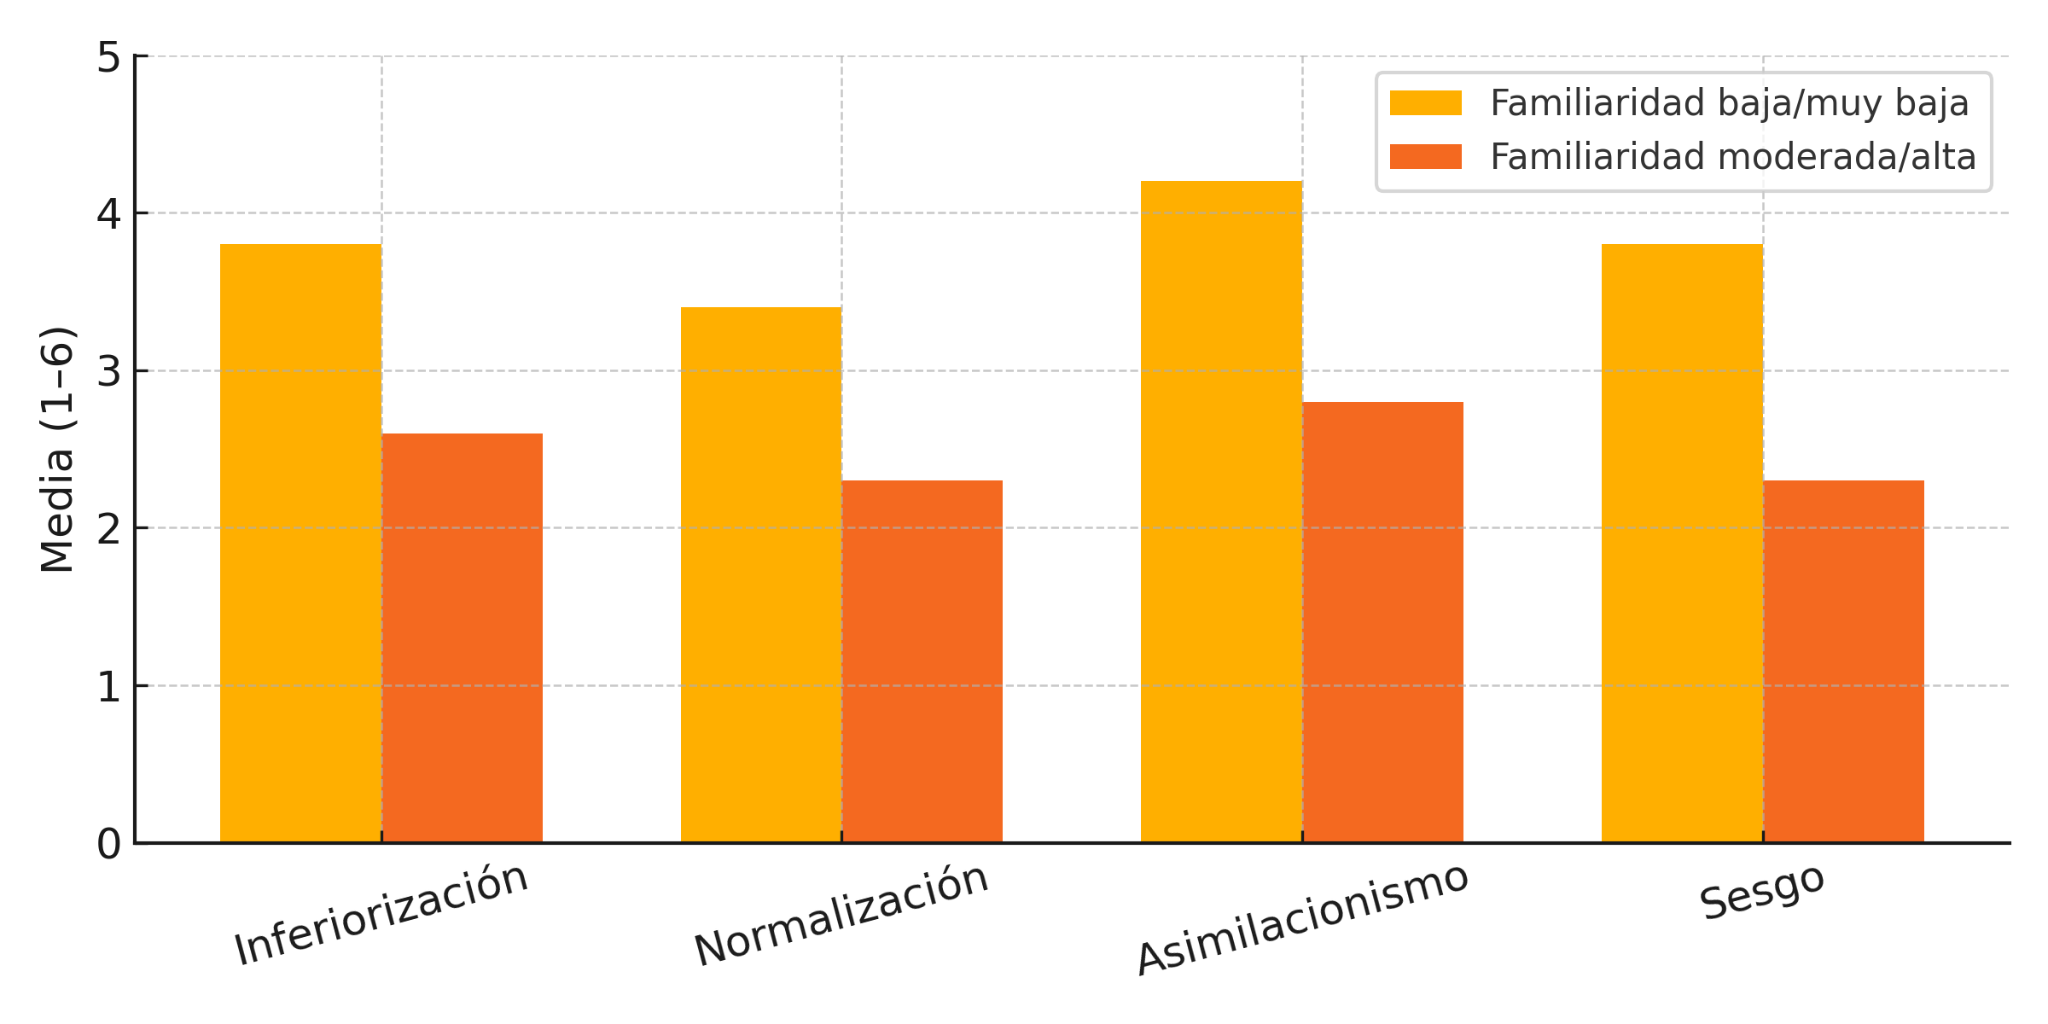 Familiaridad baja/muy baja
Familiaridad moderada/alta
Media (1–6)
5
4
3
2
1
0
Inferiorización
Normalización
Asimilacionismo
Sesgo